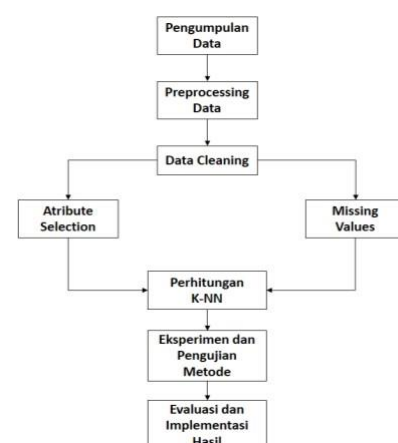 Pengumpulan
Data
Preprocessing
Data
Data Cleaning
Atribute
Selection
Missing
Values
Perhitungan
K-NN
Eksperimen dan
Pengujian
Metode
Evaluasi dan
Implementasi
Hasil